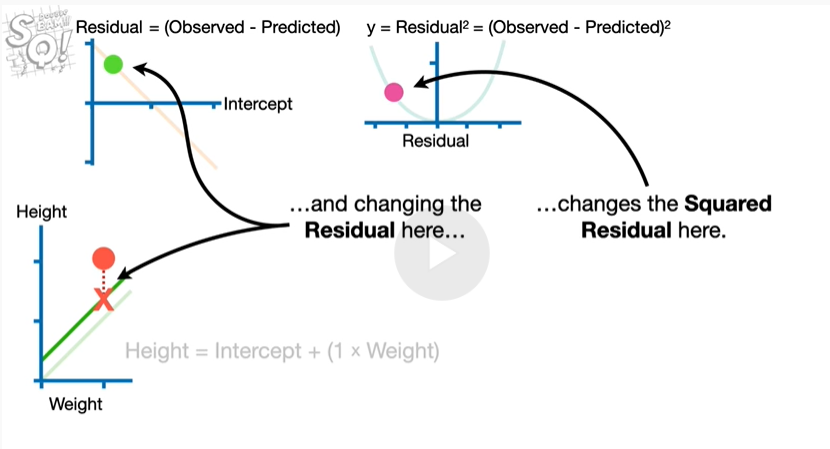 Residual = (Observed - Predicted)
y = Residual² = (Observed - Predicted)²
Intercept
Residual
...and changing the
Residual here...
...changes the Squared
Residual here.
Height
Height = Intercept + (1 × Weight)
Weight